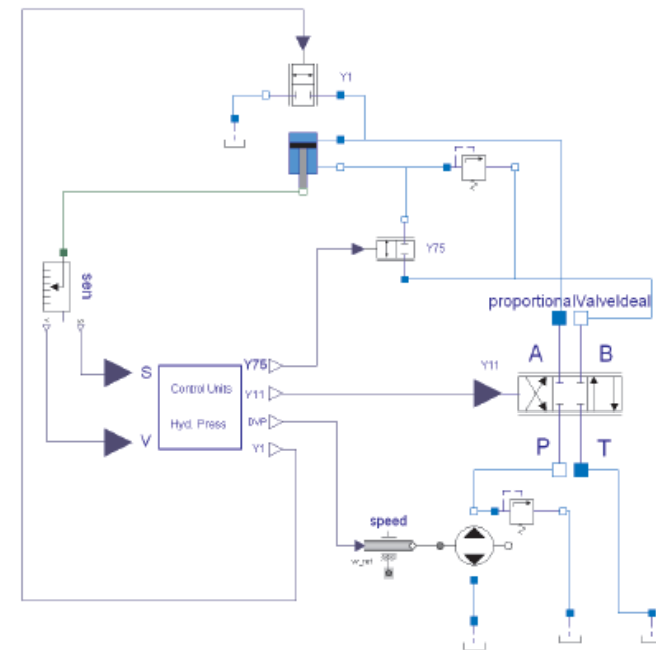 Y1
Y75
sen
v
s
proportionalValveIdeal
A B
Y11
S
V
Control Units
Hyd. Press
Y75
Y11
DVP
Y1
P T
speed
w_ref